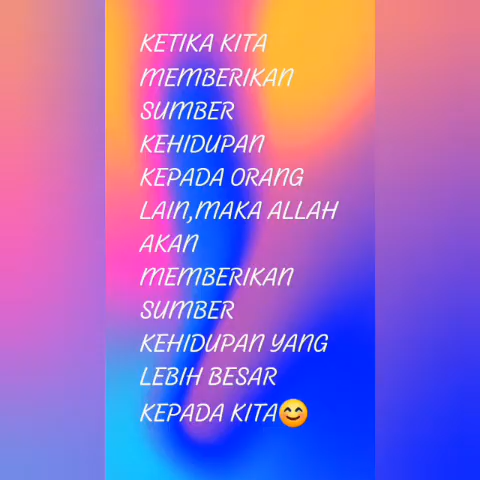 KETIKA KITA
MEMBERIKAN
SUMBER
KEHIDUPAN
KEPADA ORANG
LAIN,MAKA ALLAH
AKAN
MEMBERIKAN
SUMBER
KEHIDUPAN YANG
LEBIH BESAR
KEPADA KITA😊